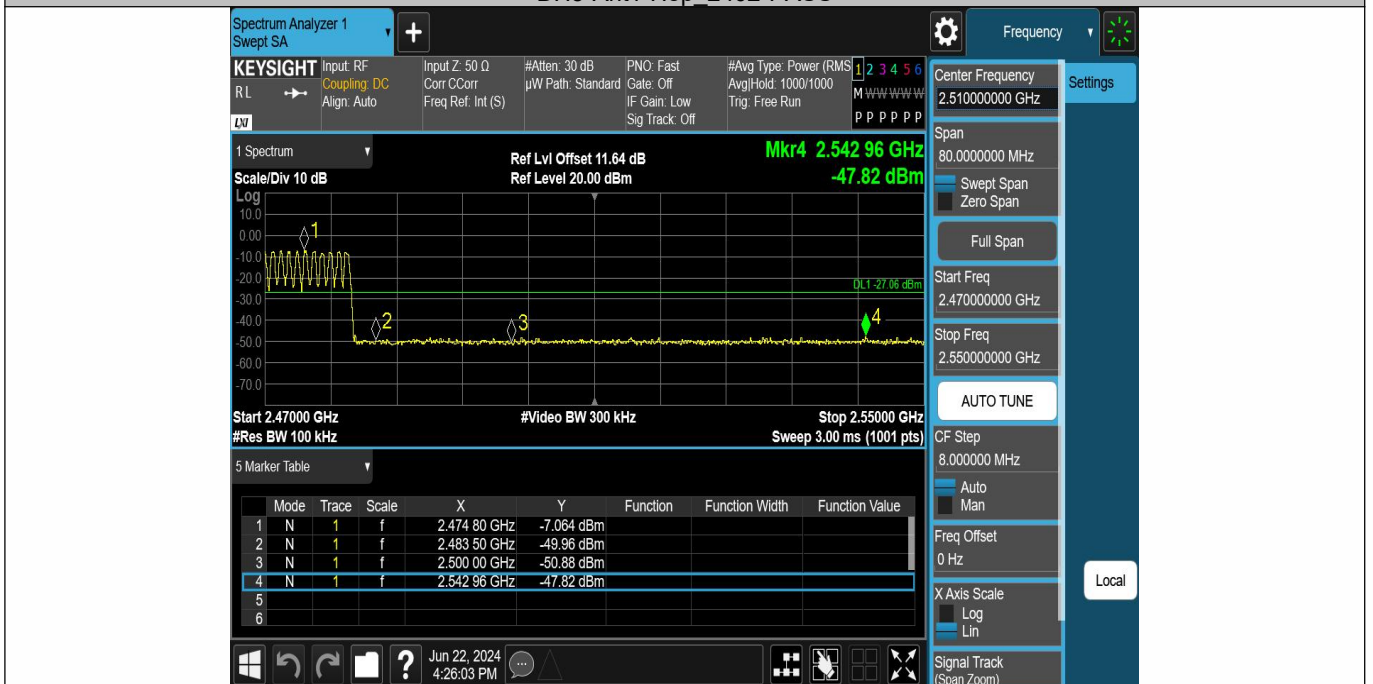 Spectrum Analyzer 1
Swept SA
+
Frequency
KEYSIGHT
RL
LXI
Input: RF
Coupling: DC
Align: Auto
Input Z: 50 Ω
Corr CCorr
Freq Ref: Int (S)
#Atten: 30 dB
µW Path: Standard
PNO: Fast
Gate: Off
IF Gain: Low
Sig Track: Off
#Avg Type: Power (RMS
Avg|Hold: 1000/1000
Trig: Free Run
1 2 3 4 5 6
M W W W W W
P P P P P P
Center Frequency
2.510000000 GHz
Settings
Span
80.0000000 MHz
Swept Span
Zero Span
Full Span
Start Freq
2.470000000 GHz
Stop Freq
2.550000000 GHz
AUTO TUNE
CF Step
8.000000 MHz
Auto
Man
Freq Offset
0 Hz
X Axis Scale
Log
Lin
Signal Track
(Span Zoom)
Local
1 Spectrum
Scale/Div 10 dB
Ref Lvl Offset 11.64 dB
Ref Level 20.00 dBm
Mkr4 2.542 96 GHz
-47.82 dBm
Log
10.0
0.00
-10.0
-20.0
-30.0
-40.0
-50.0
-60.0
-70.0
1
2
3
4
DL1 -27.06 dBm
Start 2.47000 GHz
#Video BW 300 kHz
Stop 2.55000 GHz
#Res BW 100 kHz
Sweep 3.00 ms (1001 pts)
5 Marker Table
Mode Trace Scale X Y Function Function Width Function Value
1 N 1 f 2.474 80 GHz -7.064 dBm
2 N 1 f 2.483 50 GHz -49.96 dBm
3 N 1 f 2.500 00 GHz -50.88 dBm
4 N 1 f 2.542 96 GHz -47.82 dBm
5
6
?
Jun 22, 2024
4:26:03 PM